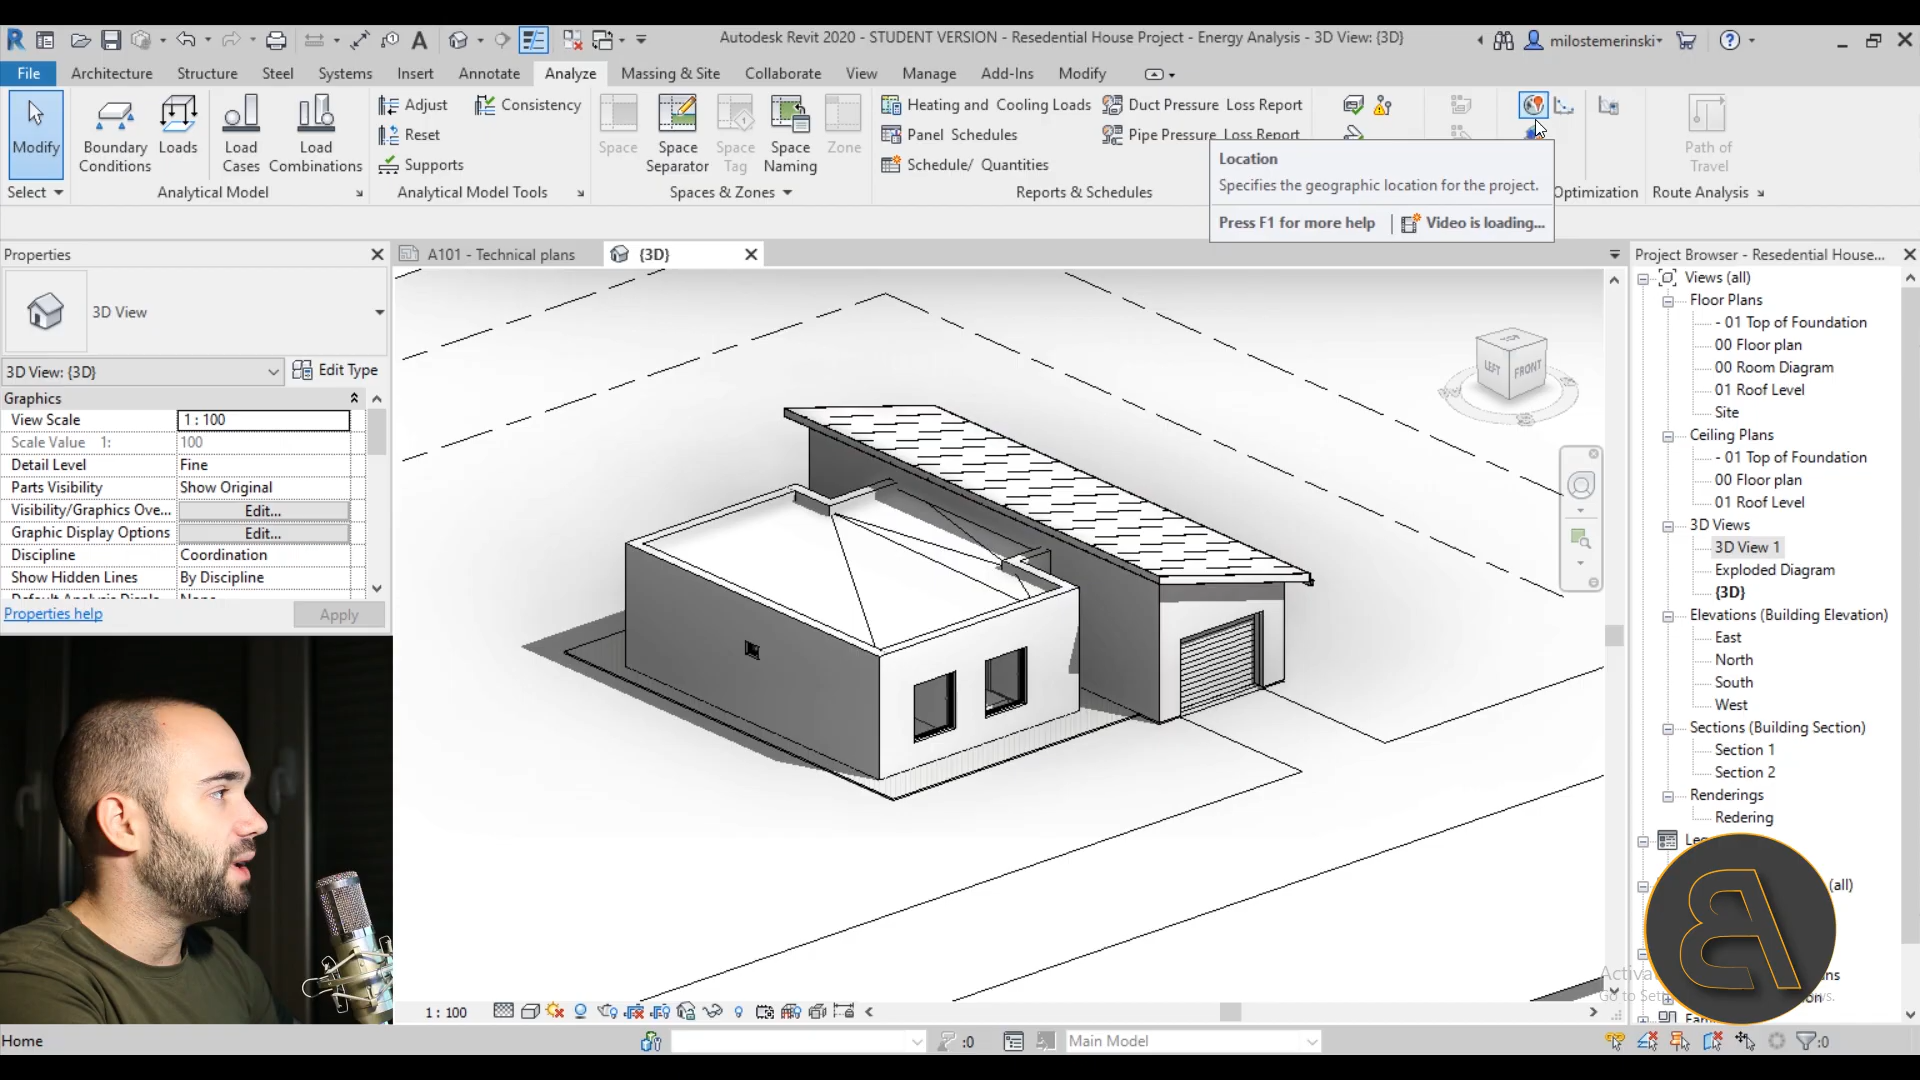 Autodesk Revit 2020 - STUDENT VERSION - Resedential House Project - Energy Analysis - 3D View: {3D}
milostemerinski
File Architecture Structure Steel Systems Insert Annotate Analyze Massing & Site Collaborate View Manage Add-Ins Modify
Modify
Boundary Conditions
Loads
Load Cases
Load Combinations
Adjust
Reset
Supports
Consistency
Space
Space Separator
Space Tag
Space Naming
Zone
Heating and Cooling Loads
Panel Schedules
Schedule/ Quantities
Duct Pressure Loss Report
Pipe Pressure Loss Report
Path of Travel
Select
Analytical Model
Analytical Model Tools
Spaces & Zones
Reports & Schedules
Optimization
Route Analysis
Location
Specifies the geographic location for the project.
Press F1 for more help
Video is loading...
Properties
3D View
3D View: {3D}
Edit Type
Graphics
View Scale 1 : 100
Scale Value 1: 100
Detail Level Fine
Parts Visibility Show Original
Visibility/Graphics Ove... Edit...
Graphic Display Options Edit...
Discipline Coordination
Show Hidden Lines By Discipline
Properties help
Apply
A101 - Technical plans
{3D}
TOP
LEFT
FRONT
Project Browser - Resedential House...
Views (all)
Floor Plans
- 01 Top of Foundation
00 Floor plan
00 Room Diagram
01 Roof Level
Site
Ceiling Plans
- 01 Top of Foundation
00 Floor plan
01 Roof Level
3D Views
3D View 1
Exploded Diagram
{3D}
Elevations (Building Elevation)
East
North
South
West
Sections (Building Section)
Section 1
Section 2
Renderings
Redering
(all)
1 : 100
Home
:0
Main Model
:0